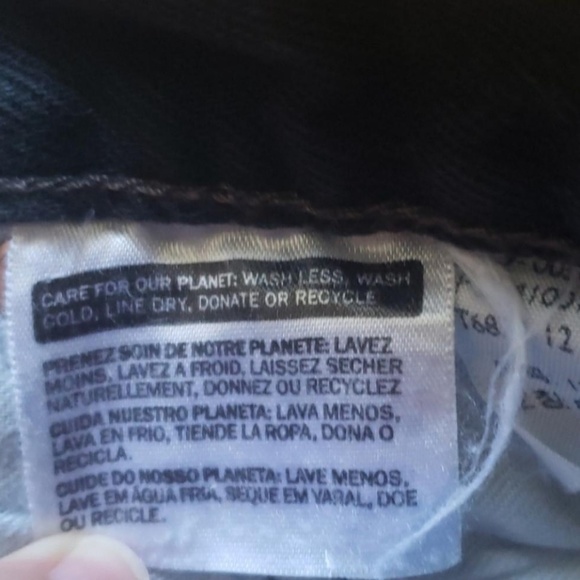 CARE FOR OUR PLANET: WASH LESS, WASH
COLD, LINE DRY, DONATE OR RECYCLE
PRENEZ SOIN DE NOTRE PLANETE: LAVEZ
MOINS, LAVEZ A FROID, LAISSEZ SECHER
NATURELLEMENT, DONNEZ OU RECYCLEZ
CUIDA NUESTRO PLANETA: LAVA MENOS,
LAVA EN FRIO, TIENDE LA ROPA, DONA O
RECICLA.
CUIDE DO NOSSO PLANETA: LAVE MENOS,
LAVE EM ÁGUA FRIA, SEQUE EM VARAL, DOE
OU RECICLE.
T68 12